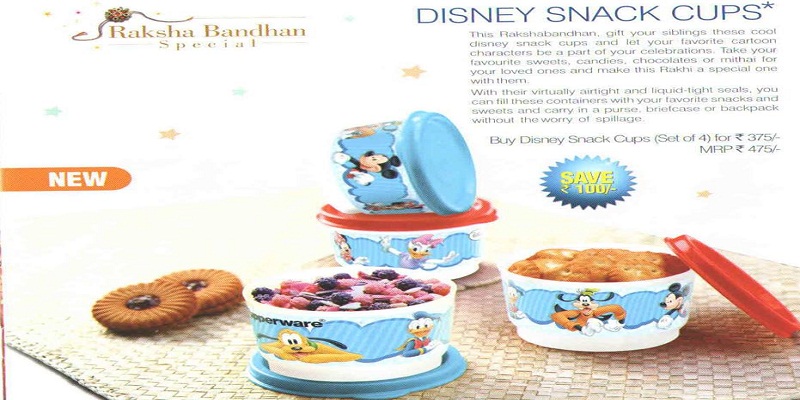 Raksha Bandhan
Special
DISNEY SNACK CUPS*
This Rakshabandhan, gift your siblings these cool
disney snack cups and let your favorite cartoon
characters be a part of your celebrations. Take your
favourite sweets, candies, chocolates or mithai for
your loved ones and make this Rakhi a special one
with them.
With their virtually airtight and liquid-tight seals, you
can fill these containers with your favorite snacks and
sweets and carry in a purse, briefcase or backpack
without the worry of spillage.
Buy Disney Snack Cups (Set of 4) for ₹ 375/-
MRP ₹ 475/-
NEW
SAVE
₹ 100/-
pperware